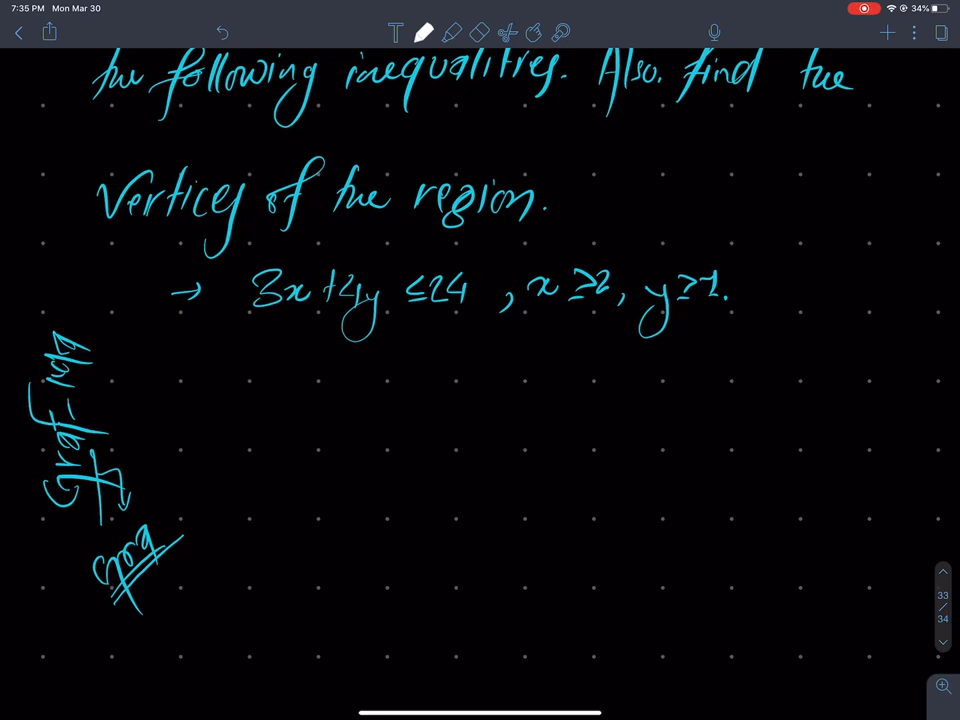 7:35 PM Mon Mar 30
34%
the following inequalities. Also find the
Vertices of the region.
→ 3x + 4y ≤ 24 , x ≥ 2, y ≥ 1.
33
/
34